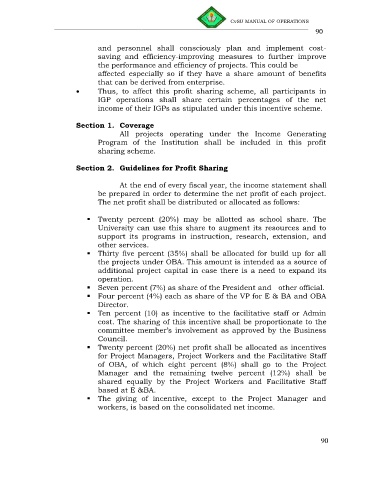 CvSU MANUAL OF OPERATIONS
90
and personnel shall consciously plan and implement cost-
saving and efficiency-improving measures to further improve
the performance and efficiency of projects. This could be
affected especially so if they have a share amount of benefits
that can be derived from enterprise.
• Thus, to affect this profit sharing scheme, all participants in
IGP operations shall share certain percentages of the net
income of their IGPs as stipulated under this incentive scheme.
Section 1. Coverage
All projects operating under the Income Generating
Program of the Institution shall be included in this profit
sharing scheme.
Section 2. Guidelines for Profit Sharing
At the end of every fiscal year, the income statement shall
be prepared in order to determine the net profit of each project.
The net profit shall be distributed or allocated as follows:
▪ Twenty percent (20%) may be allotted as school share. The
University can use this share to augment its resources and to
support its programs in instruction, research, extension, and
other services.
▪ Thirty five percent (35%) shall be allocated for build up for all
the projects under OBA. This amount is intended as a source of
additional project capital in case there is a need to expand its
operation.
▪ Seven percent (7%) as share of the President and other official.
▪ Four percent (4%) each as share of the VP for E & BA and OBA
Director.
▪ Ten percent (10) as incentive to the facilitative staff or Admin
cost. The sharing of this incentive shall be proportionate to the
committee member's involvement as approved by the Business
Council.
▪ Twenty percent (20%) net profit shall be allocated as incentives
for Project Managers, Project Workers and the Facilitative Staff
of OBA, of which eight percent (8%) shall go to the Project
Manager and the remaining twelve percent (12%) shall be
shared equally by the Project Workers and Facilitative Staff
based at E &BA.
▪ The giving of incentive, except to the Project Manager and
workers, is based on the consolidated net income.
90